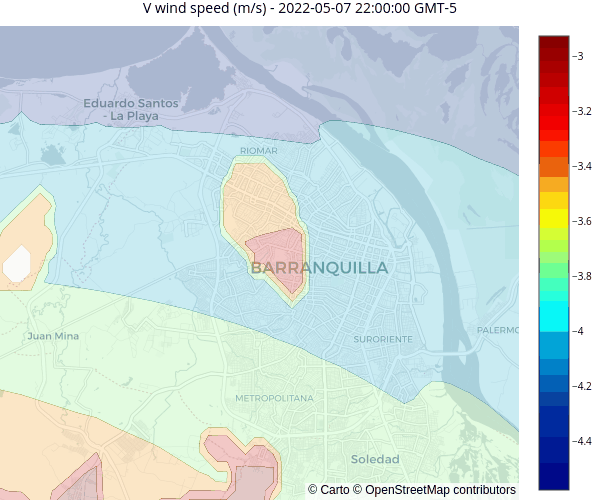 V wind speed (m/s) - 2022-05-07 22:00:00 GMT-5
−3
−3.2
−3.4
−3.6
−3.8
−4
−4.2
−4.4
Eduardo Santos
- La Playa
RIOMAR
BARRANQUILLA
Juan Mina
SURORIENTE
PALERMO
METROPOLITANA
Soledad
© Carto © OpenStreetMap contributors